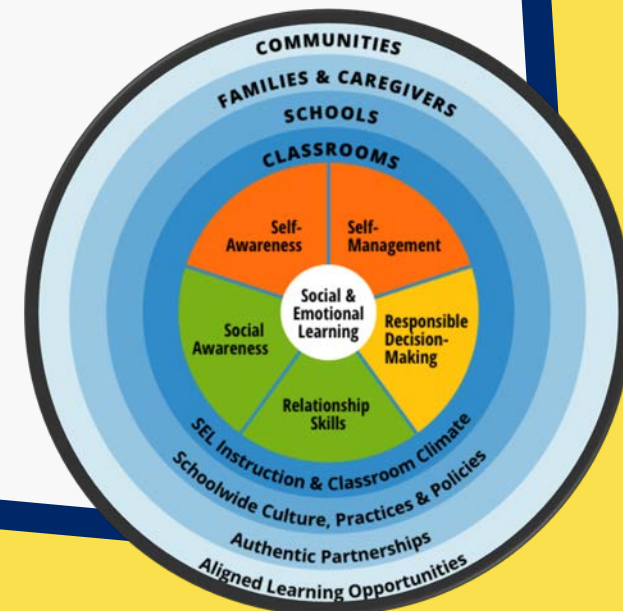 COMMUNITIES
FAMILIES & CAREGIVERS
SCHOOLS
CLASSROOMS
Self-
Awareness
Self-
Management
Social &
Emotional
Learning
Social
Awareness
Responsible
Decision-
Making
Relationship
Skills
SEL Instruction & Classroom Climate
Schoolwide Culture, Practices & Policies
Authentic Partnerships
Aligned Learning Opportunities